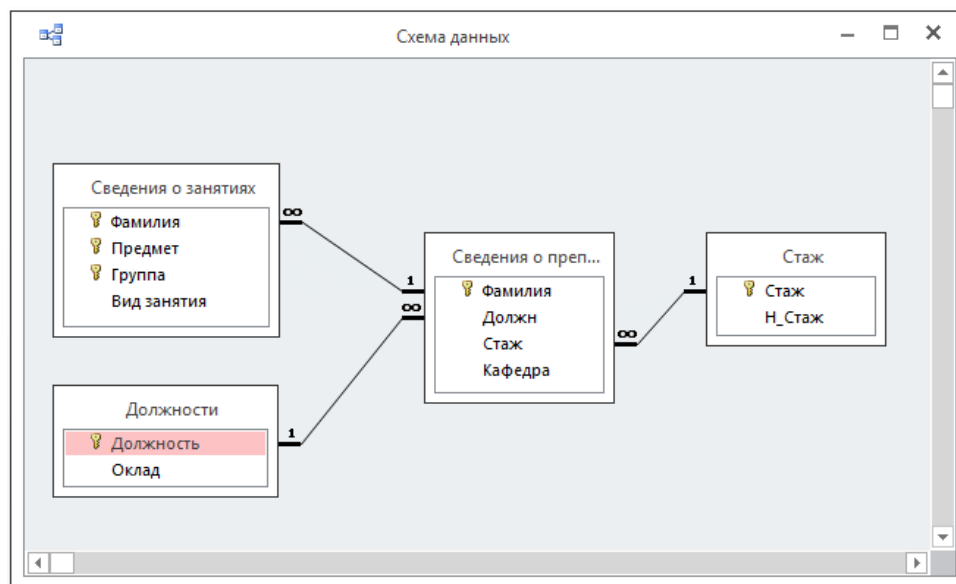 Схема данных
Сведения о занятиях
Фамилия
Предмет
Группа
Вид занятия
∞
1
∞
Сведения о преп...
Фамилия
Должн
Стаж
Кафедра
∞
1
Стаж
Стаж
Н_Стаж
Должности
Должность
Оклад
1